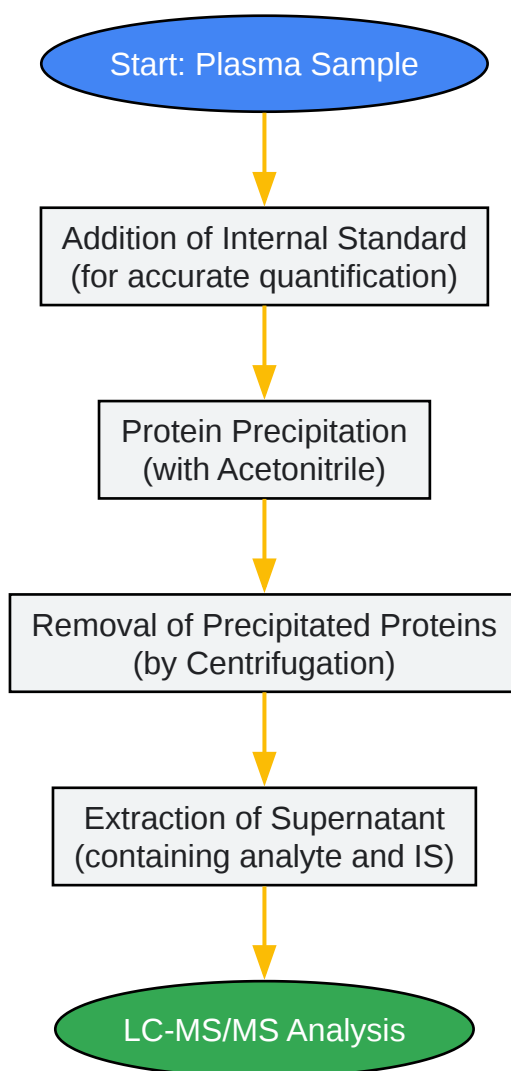 Start: Plasma Sample
Addition of Internal Standard
(for accurate quantification)
Protein Precipitation
(with Acetonitrile)
Removal of Precipitated Proteins
(by Centrifugation)
Extraction of Supernatant
(containing analyte and IS)
LC-MS/MS Analysis